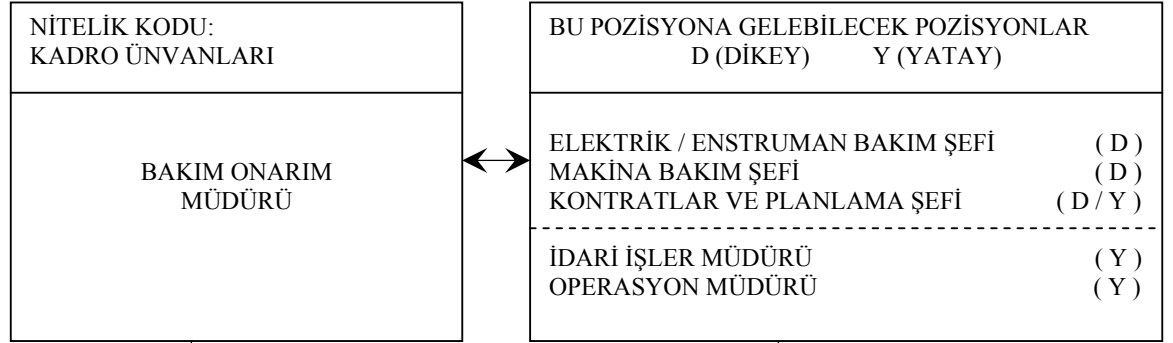 NİTELİK KODU:
KADRO ÜNVANLARI
BAKIM ONARIM
MÜDÜRÜ
BU POZİSYONA GELEBİLECEK POZİSYONLAR
D (DİKEY) Y (YATAY)
ELEKTRİK / ENSTRUMAN BAKIM ŞEFİ ( D )
MAKİNA BAKIM ŞEFİ ( D )
KONTRATLAR VE PLANLAMA ŞEFİ ( D / Y )
İDARİ İŞLER MÜDÜRÜ ( Y )
OPERASYON MÜDÜRÜ ( Y )